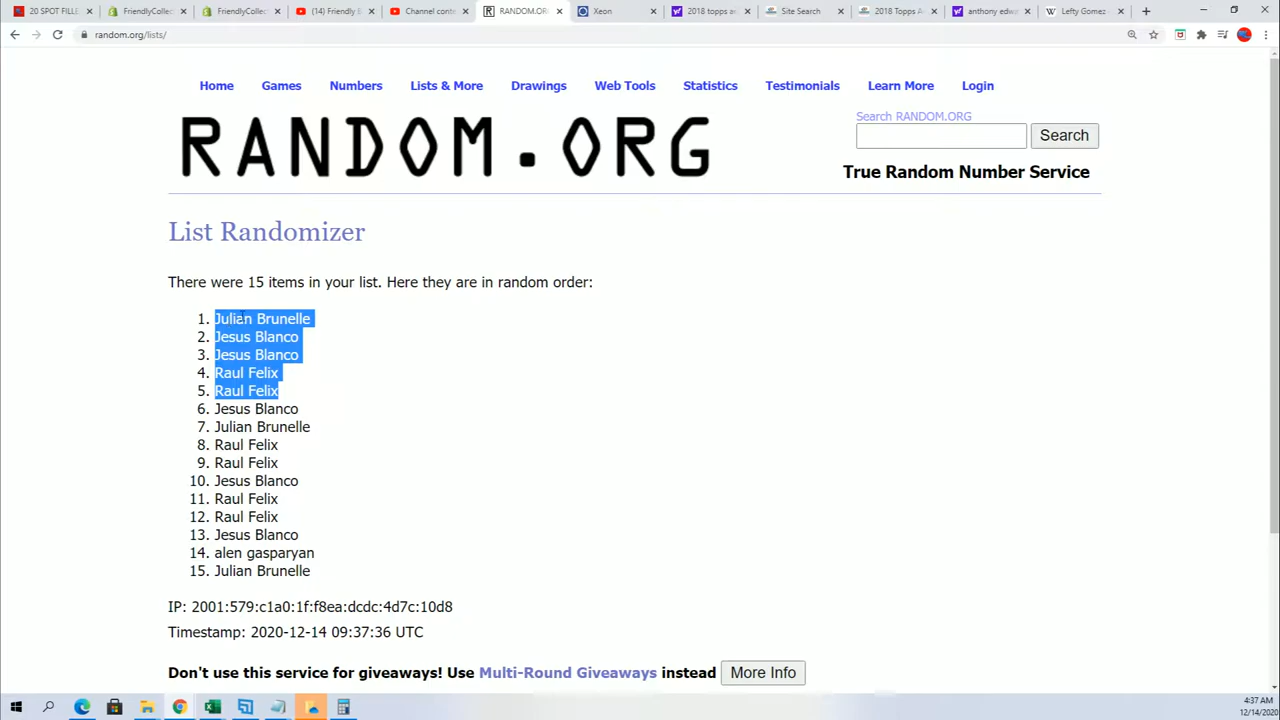 20 SPOT FILLE
FriendlyCollec
FriendlyCollec
(14) Friendly B
Channel conte
RANDOM.OR
Xeon
2018 topps a
Site Search
2018 Topps A
anthony edwa
Lefty Gomez
random.org/lists/
Home Games Numbers Lists & More Drawings Web Tools Statistics Testimonials Learn More Login
RANDOM.ORG
Search RANDOM.ORG
Search
True Random Number Service
List Randomizer
There were 15 items in your list. Here they are in random order:
1. Julian Brunelle
2. Jesus Blanco
3. Jesus Blanco
4. Raul Felix
5. Raul Felix
6. Jesus Blanco
7. Julian Brunelle
8. Raul Felix
9. Raul Felix
10. Jesus Blanco
11. Raul Felix
12. Raul Felix
13. Jesus Blanco
14. alen gasparyan
15. Julian Brunelle
IP: 2001:579:c1a0:1f:f8ea:dcdc:4d7c:10d8
Timestamp: 2020-12-14 09:37:36 UTC
Don't use this service for giveaways! Use Multi-Round Giveaways instead More Info
4:37 AM
12/14/2020